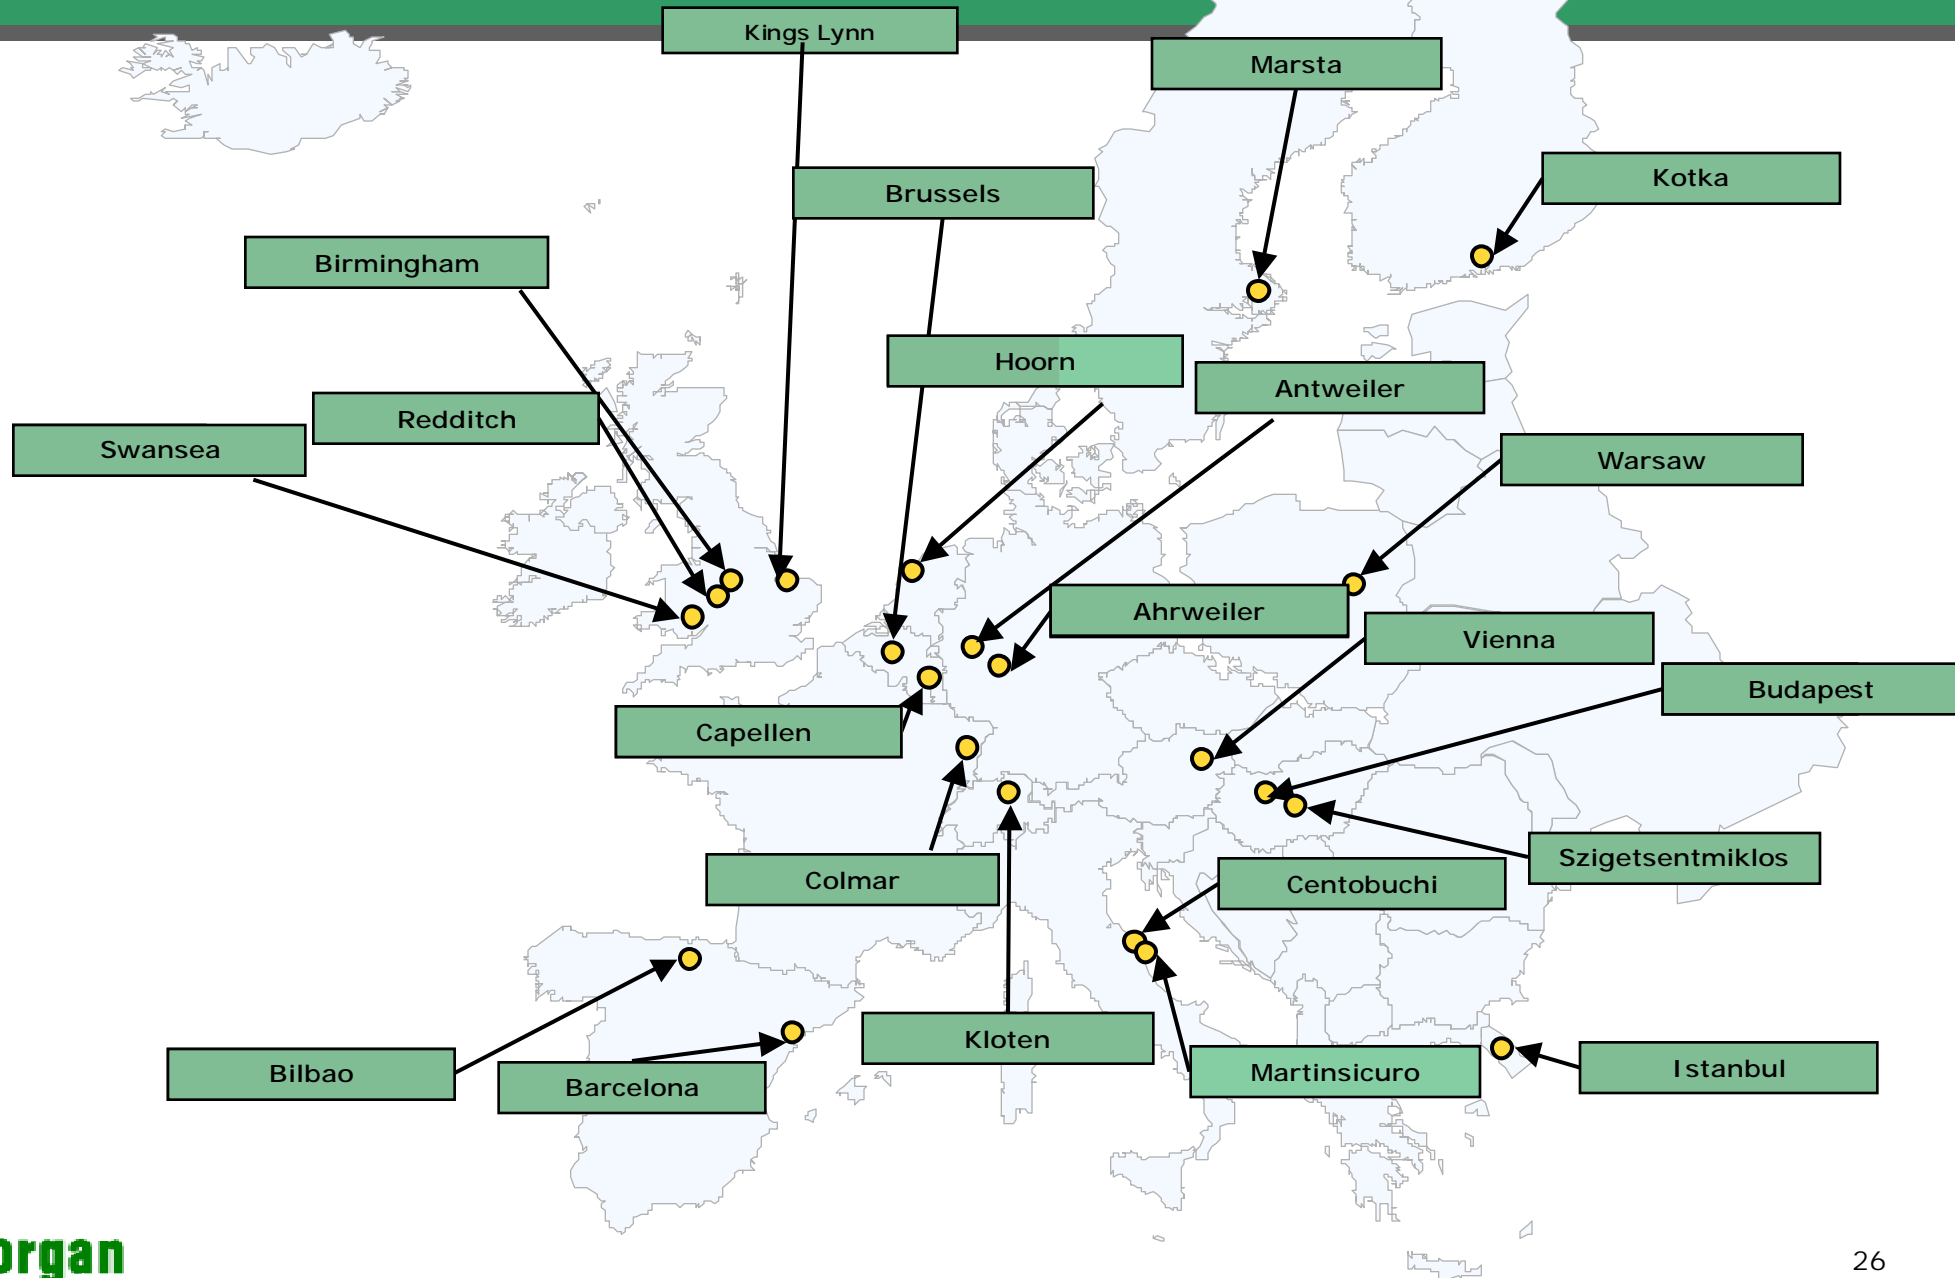 Kings Lynn
Marsta
Kotka
Brussels
Birmingham
Hoorn
Antweiler
Redditch
Swansea
Warsaw
Ahrweiler
Vienna
Budapest
Capellen
Szigetsentmiklos
Colmar
Centobuchi
Kloten
Martinsicuro
Istanbul
Bilbao
Barcelona
organ
26